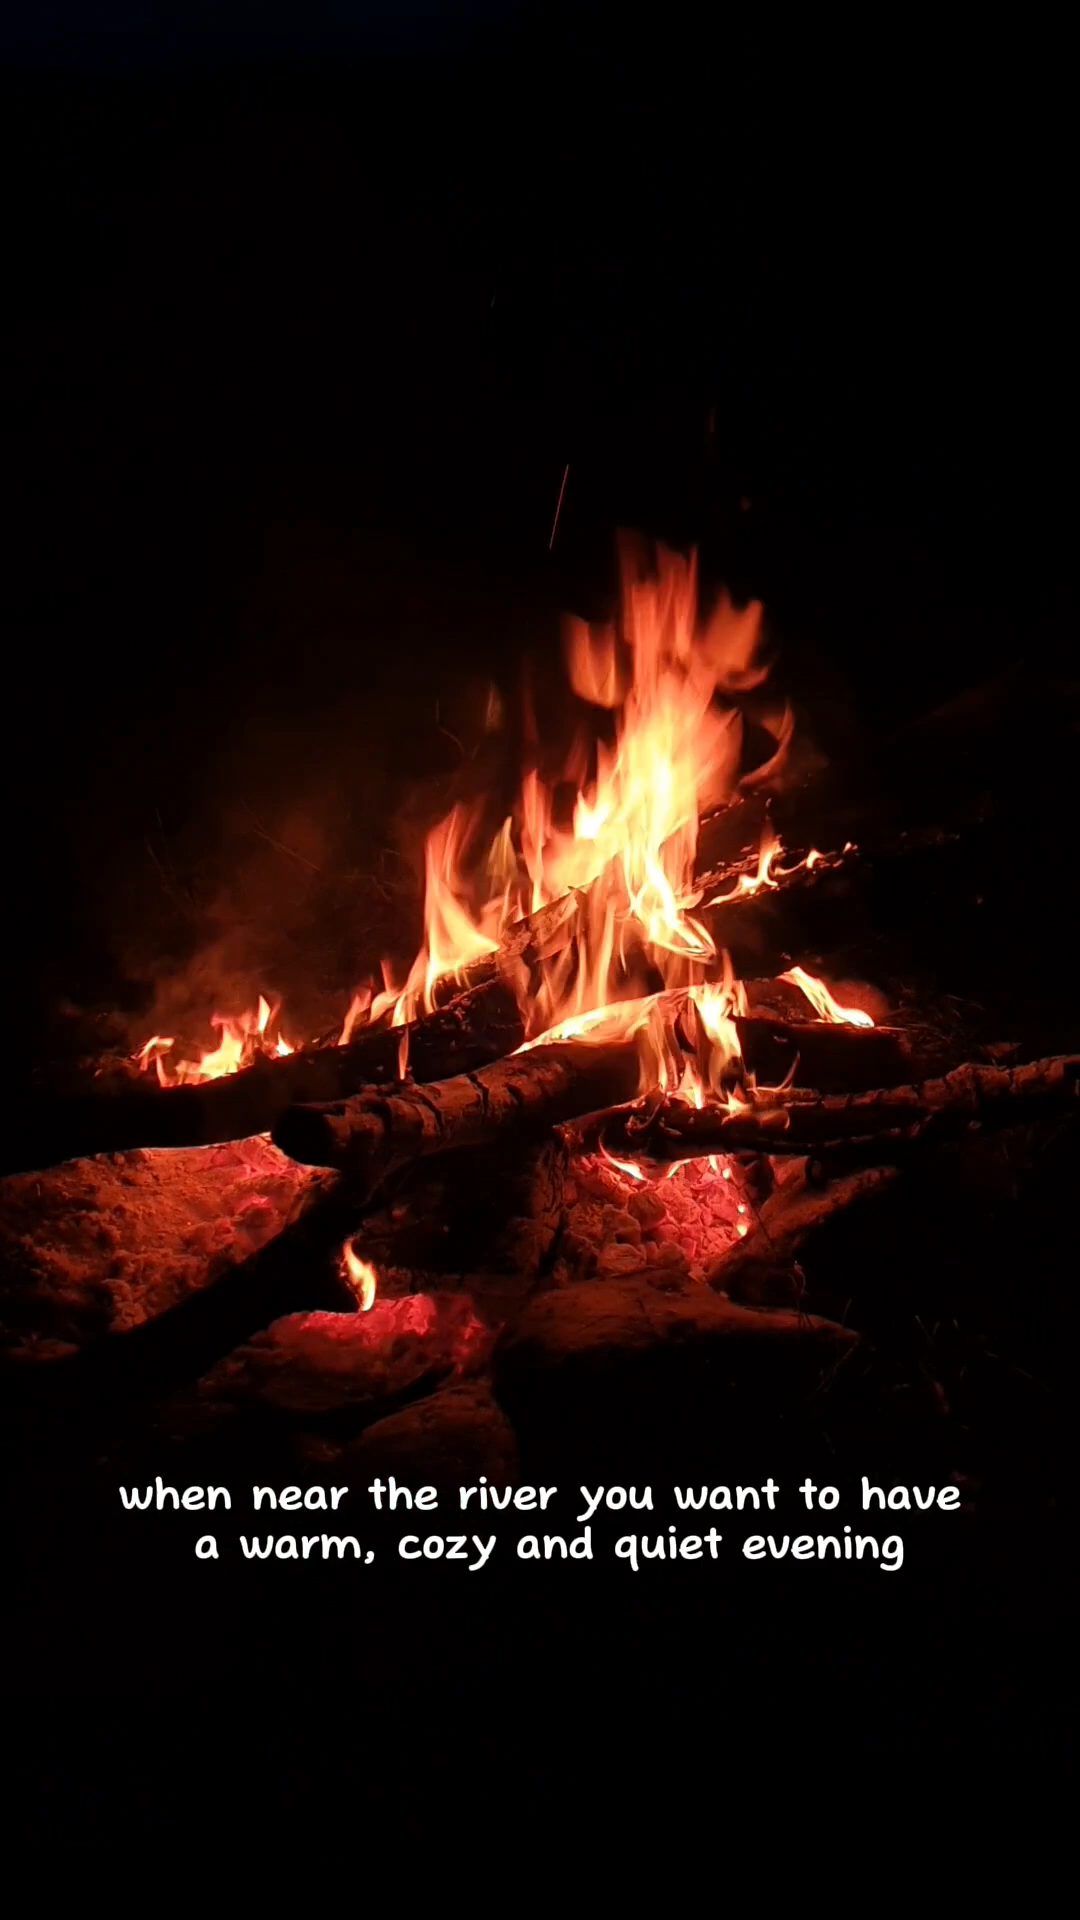 when near the river you want to have
a warm, cozy and quiet evening